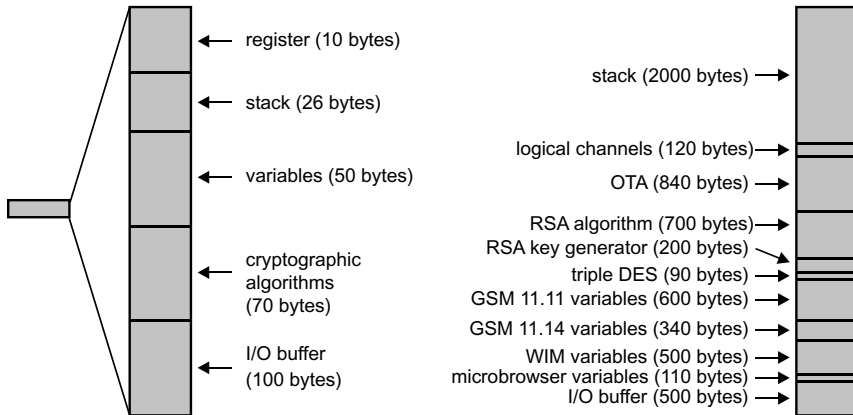 register (10 bytes)
stack (26 bytes)
variables (50 bytes)
cryptographic
algorithms
(70 bytes)
I/O buffer
(100 bytes)
stack (2000 bytes)
logical channels (120 bytes)
OTA (840 bytes)
RSA algorithm (700 bytes)
RSA key generator (200 bytes)
triple DES (90 bytes)
GSM 11.11 variables (600 bytes)
GSM 11.14 variables (340 bytes)
WIM variables (500 bytes)
microbrowser variables (110 bytes)
I/O buffer (500 bytes)